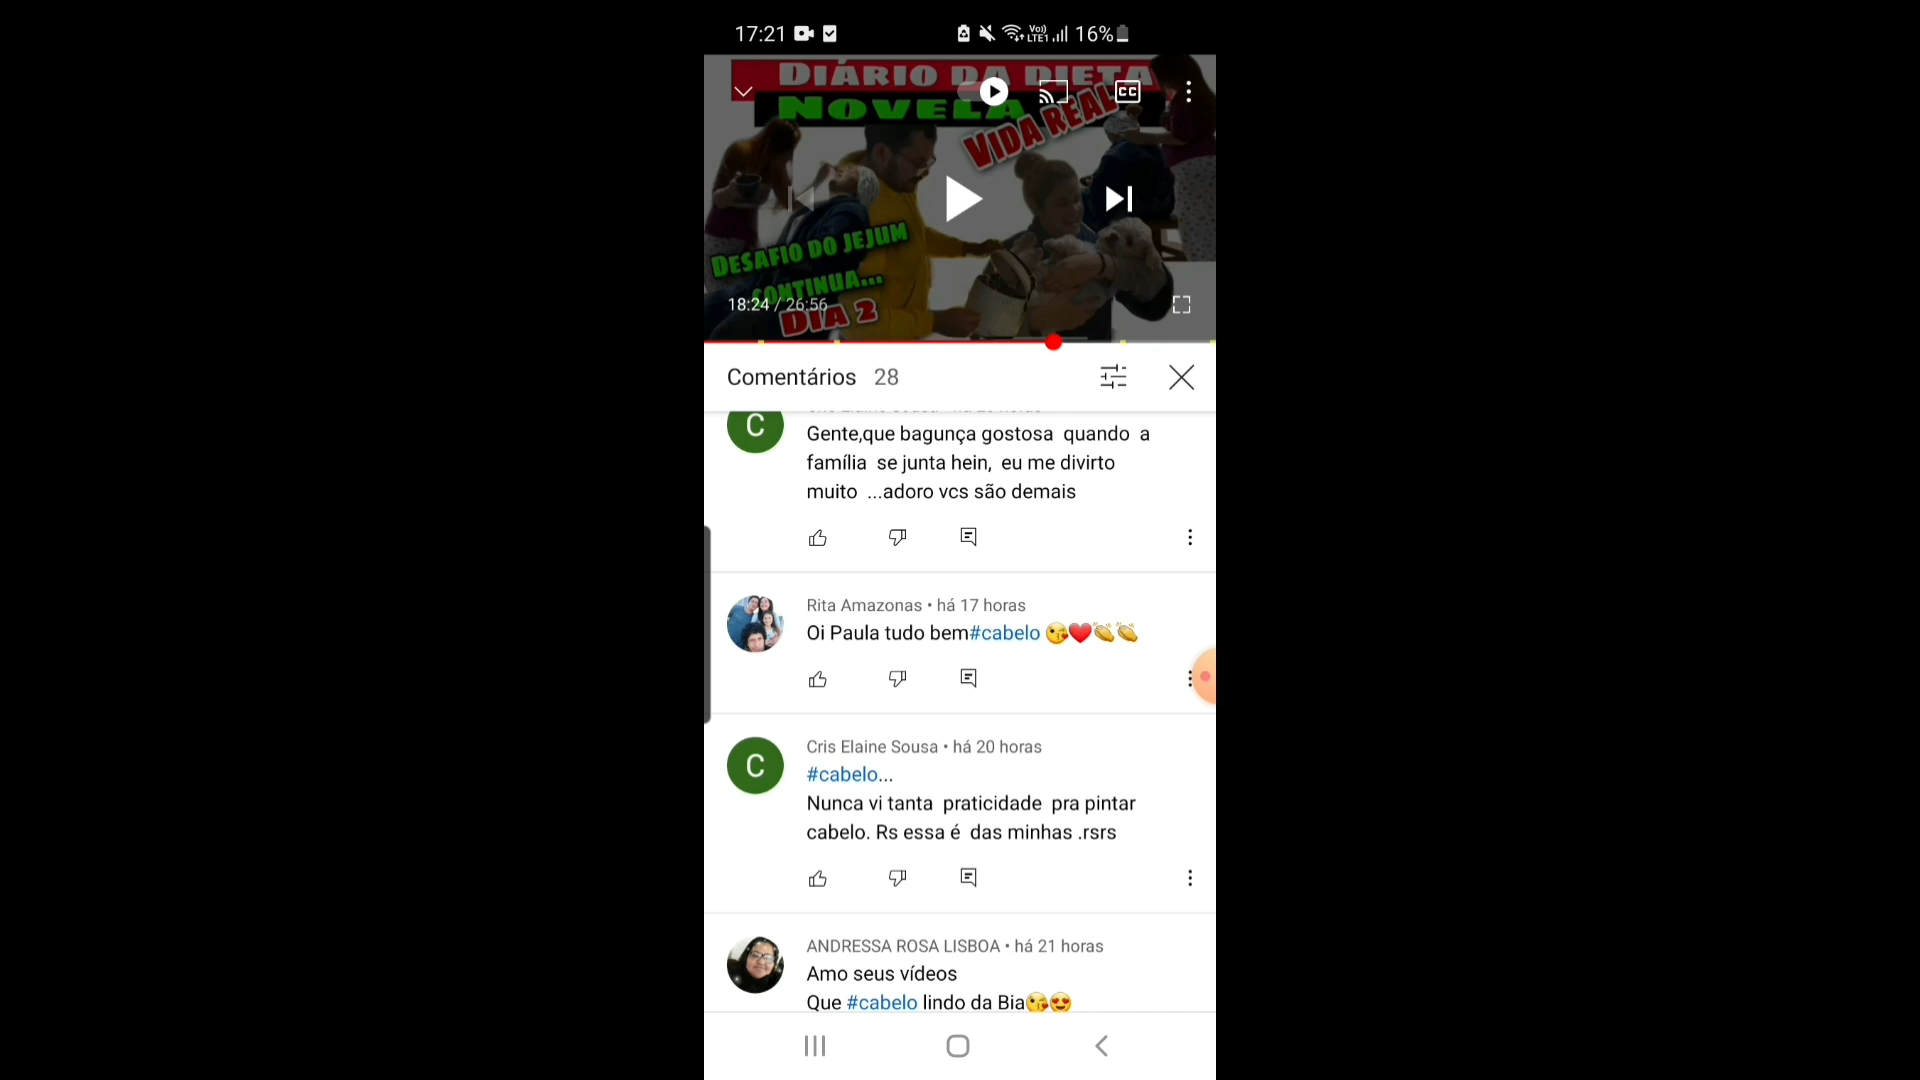 17:21 Vo)) LTE1 16%
DIÁRIO DA DIETA
NOVELA
VIDA REAL
CC
DESAFIO DO JEJUM
CONTINUA...
DIA 2
18:24 / 26:56
Comentários 28
C
Gente,que bagunça gostosa quando a
família se junta hein, eu me divirto
muito ...adoro vcs são demais
Rita Amazonas • há 17 horas
Oi Paula tudo bem#cabelo 😘❤️👏👏
C
Cris Elaine Sousa • há 20 horas
#cabelo...
Nunca vi tanta praticidade pra pintar
cabelo. Rs essa é das minhas .rsrs
ANDRESSA ROSA LISBOA • há 21 horas
Amo seus vídeos
Que #cabelo lindo da Bia😘😍